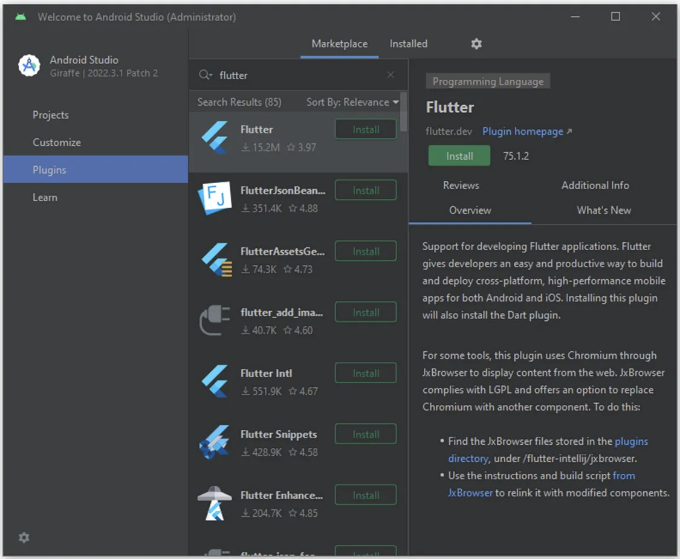 Welcome to Android Studio (Administrator)
Android Studio
Giraffe | 2022.3.1 Patch 2
Projects
Customize
Plugins
Learn
Marketplace
Installed
flutter
Search Results (85)
Sort By: Relevance
Flutter
Install
15.2M
3.97
FlutterJsonBean...
Install
351.4K
4.88
FlutterAssetsGe...
Install
74.3K
4.73
flutter_add_ima...
Install
40.7K
4.60
Flutter Intl
Install
551.9K
4.67
Flutter Snippets
Install
428.9K
4.58
Flutter Enhance...
Install
204.7K
4.85
Programming Language
Flutter
flutter.dev
Plugin homepage ↗
Install
75.1.2
Reviews
Additional Info
Overview
What's New
Support for developing Flutter applications. Flutter
gives developers an easy and productive way to build
and deploy cross-platform, high-performance mobile
apps for both Android and iOS. Installing this plugin
will also install the Dart plugin.
For some tools, this plugin uses Chromium through
JxBrowser to display content from the web. JxBrowser
complies with LGPL and offers an option to replace
Chromium with another component. To do this:
• Find the JxBrowser files stored in the plugins
directory, under /flutter-intellij/jxbrowser.
• Use the instructions and build script from
JxBrowser to relink it with modified components.